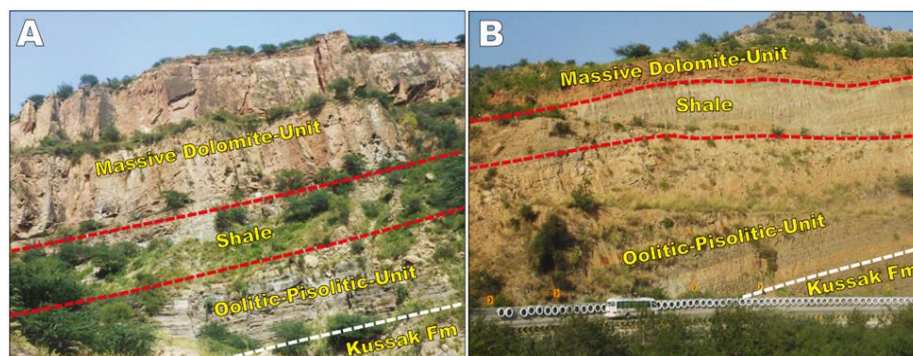 A
Massive Dolomite-Unit
Shale
Oolitic-Pisolitic-Unit
Kussak Fm
B
Massive Dolomite-Unit
Shale
Oolitic-Pisolitic-Unit
Kussak Fm